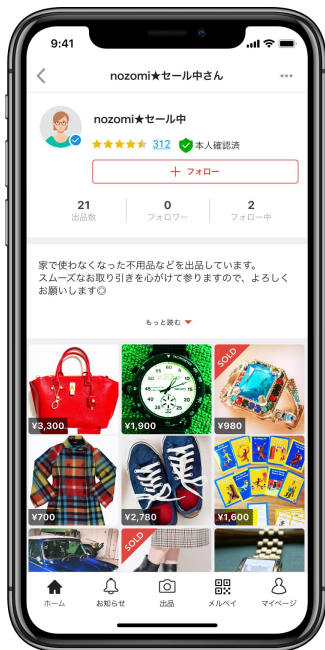 9:41
nozomi★セール中さん
nozomi★セール中
312
本人確認済
＋ フォロー
21
0
2
出品数
フォロワー
フォロー中
家で使わなくなった不用品などを出品しています。
スムーズなお取り引きを心がけて参りますので、よろしく
お願いします◎
もっと読む
SOLD
¥3,300
¥1,900
¥980
¥700
¥2,780
¥1,600
SOLD
ホーム
お知らせ
出品
メルペイ
マイページ